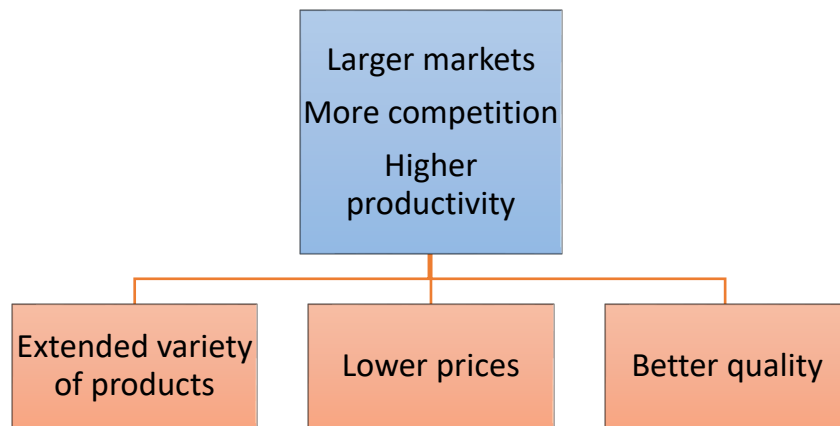 Larger markets
More competition
Higher
productivity
Extended variety
of products
Lower prices
Better quality